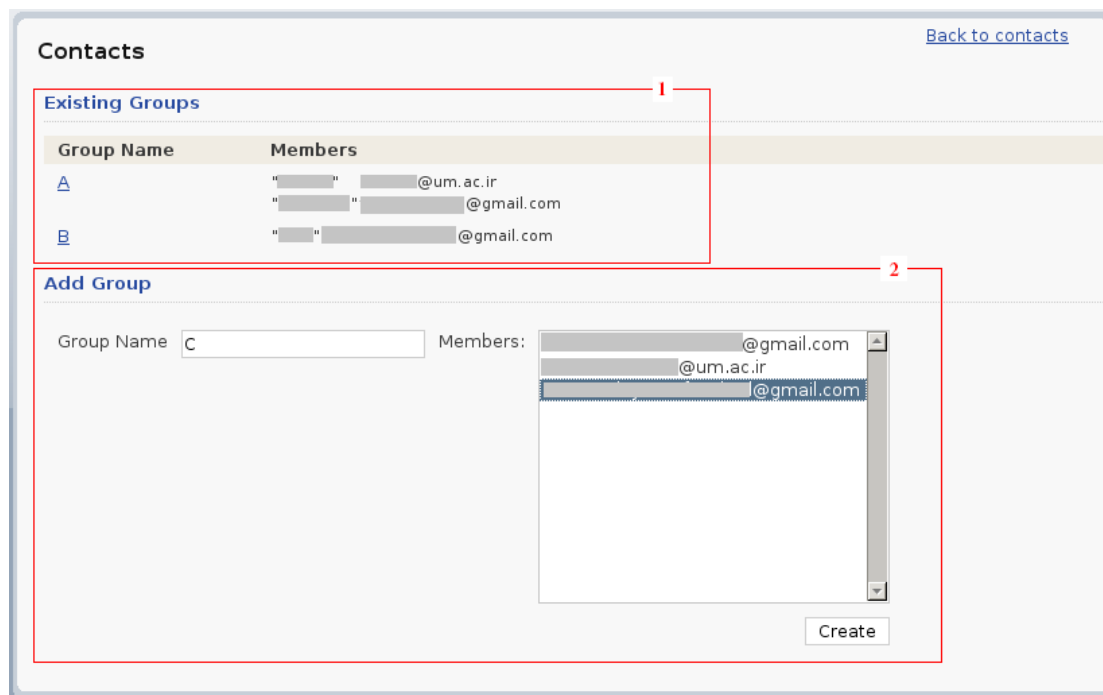 Back to contacts
Contacts
1
Existing Groups
Group Name Members
A "" @um.ac.ir
"" @gmail.com
B "" @gmail.com
2
Add Group
Group Name C Members: @gmail.com
@um.ac.ir
@gmail.com
Create